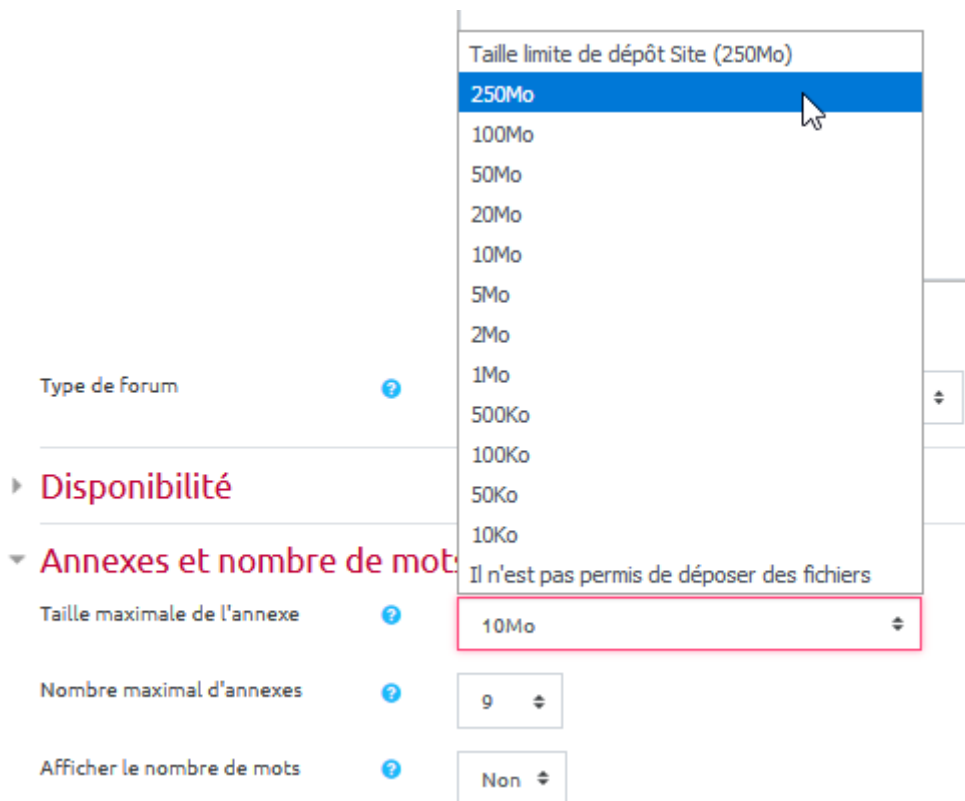 Taille limite de dépôt Site (250Mo)
250Mo
100Mo
50Mo
20Mo
10Mo
5Mo
2Mo
1Mo
500Ko
100Ko
50Ko
10Ko
Il n'est pas permis de déposer des fichiers
Type de forum
Disponibilité
Annexes et nombre de mots
Taille maximale de l'annexe
10Mo
Nombre maximal d'annexes
9
Afficher le nombre de mots
Non